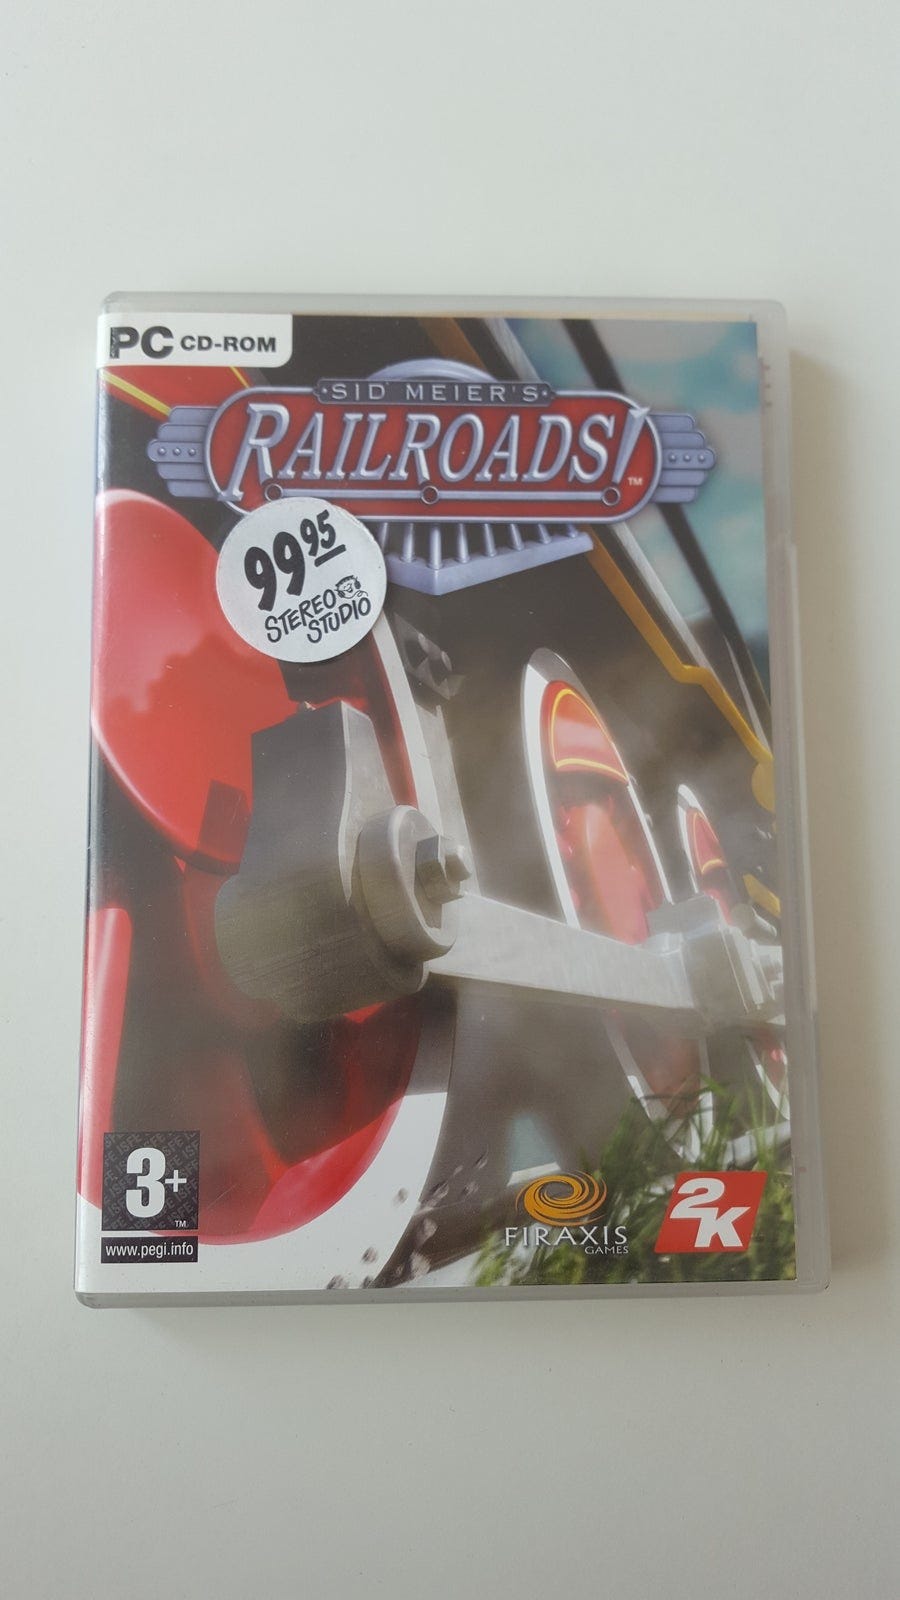 PC CD-ROM
SID MEIER'S
RAILROADS!™
99 95
STEREO
STUDIO
3+
™
www.pegi.info
FIRAXIS
GAMES
2K